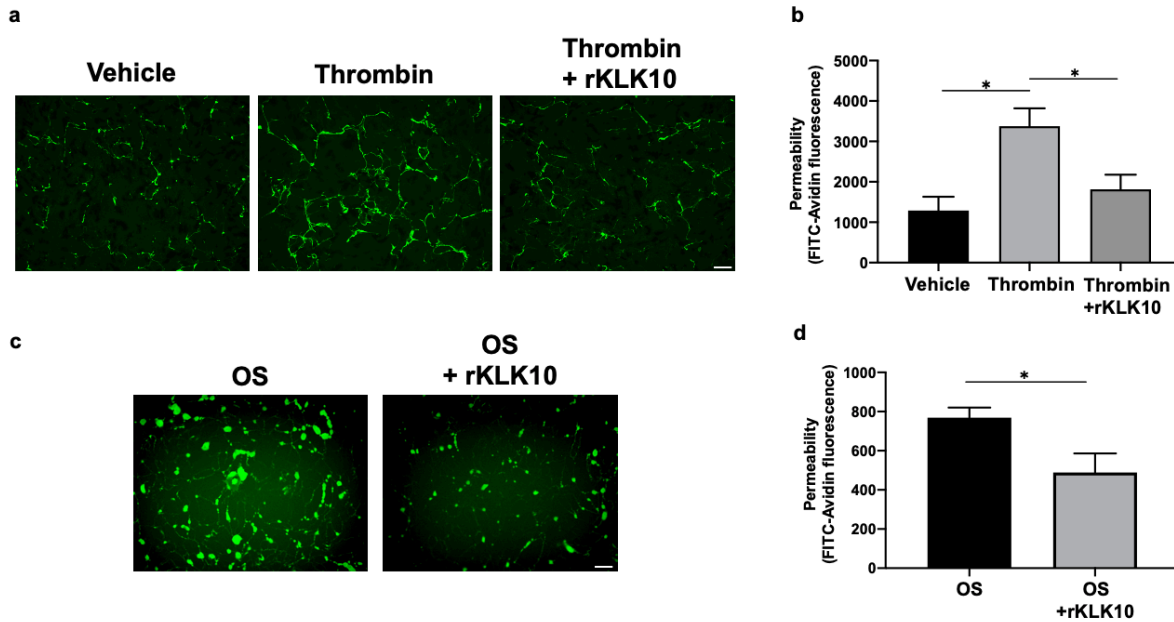 a
Vehicle
Thrombin
Thrombin
+ rKLK10
b
Permeability
(FITC-Avidin fluorescence)
5000
4000
3000
2000
1000
0
*
*
Vehicle
Thrombin
Thrombin
+rKLK10
c
OS
OS
+ rKLK10
d
Permeability
(FITC-Avidin fluorescence)
1000
800
600
400
200
0
*
OS
OS
+rKLK10